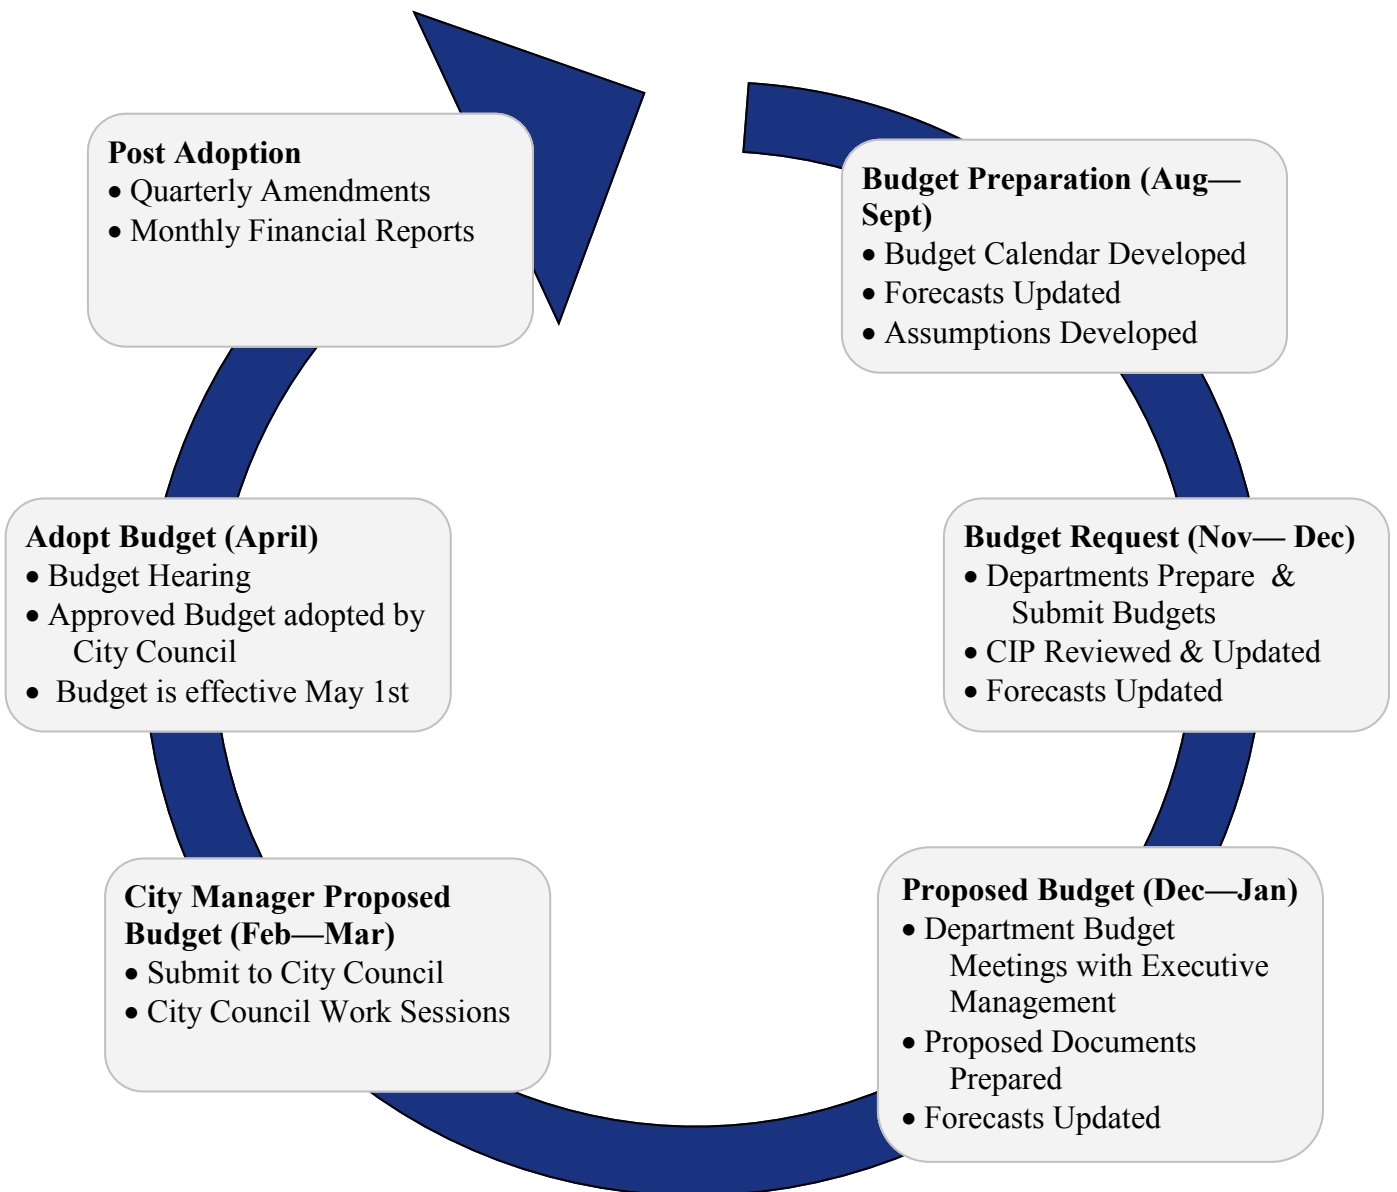 Post Adoption
• Quarterly Amendments
• Monthly Financial Reports
Budget Preparation (Aug—
Sept)
• Budget Calendar Developed
• Forecasts Updated
• Assumptions Developed
Budget Request (Nov— Dec)
• Departments Prepare  &
Submit Budgets
• CIP Reviewed & Updated
• Forecasts Updated
Proposed Budget (Dec—Jan)
• Department Budget
Meetings with Executive
Management
• Proposed Documents
Prepared
• Forecasts Updated
City Manager Proposed
Budget (Feb—Mar)
• Submit to City Council
• City Council Work Sessions
Adopt Budget (April)
• Budget Hearing
• Approved Budget adopted by
City Council
• Budget is effective May 1st